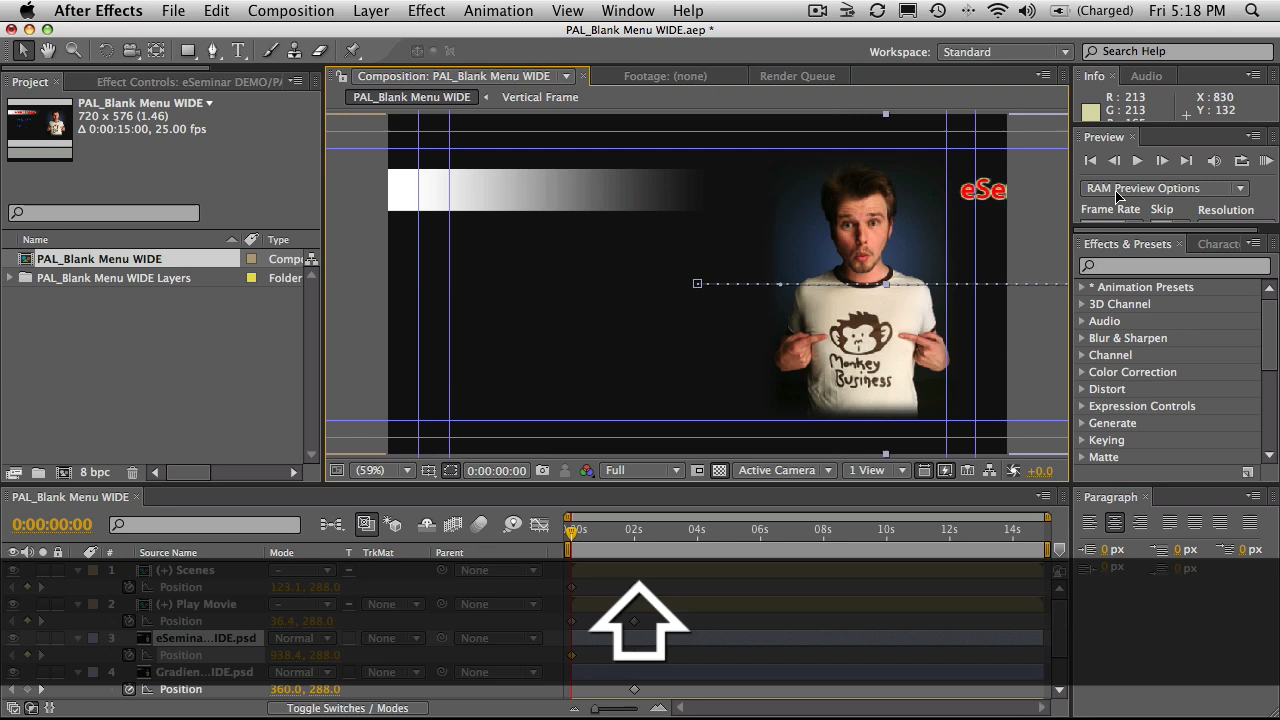 After Effects File Edit Composition Layer Effect Animation View Window Help (Charged) Fri 5:18 PM
PAL_Blank Menu WIDE.aep *
Workspace: Standard Search Help
Project Effect Controls: eSeminar DEMO/PA
PAL_Blank Menu WIDE
720 x 576 (1.46)
Δ 0:00:15:00, 25.00 fps
Name Type
PAL_Blank Menu WIDE Compo
PAL_Blank Menu WIDE Layers Folder
8 bpc
Composition: PAL_Blank Menu WIDE Footage: (none) Render Queue
PAL_Blank Menu WIDE Vertical Frame
eSe
Monkey
Business
(59%) 0:00:00:00 Full Active Camera 1 View +0.0
Info Audio
R : 213 X : 830
G : 213 Y : 132
Preview
RAM Preview Options
Frame Rate Skip Resolution
Effects & Presets Charact
* Animation Presets
3D Channel
Audio
Blur & Sharpen
Channel
Color Correction
Distort
Expression Controls
Generate
Keying
Matte
PAL_Blank Menu WIDE
0:00:00:00
:00s 02s 04s 06s 08s 10s 12s 14s
# Source Name Mode T TrkMat Parent
1 (+) Scenes - None
Position 123.1, 288.0
2 (+) Play Movie - None None
Position 36.4, 288.0
3 eSemina...IDE.psd Normal None None
Position 938.4, 288.0
4 Gradien...IDE.psd Normal None None
Position 360.0, 288.0
Toggle Switches / Modes
Paragraph
0 px 0 px 0 px
0 px 0 px